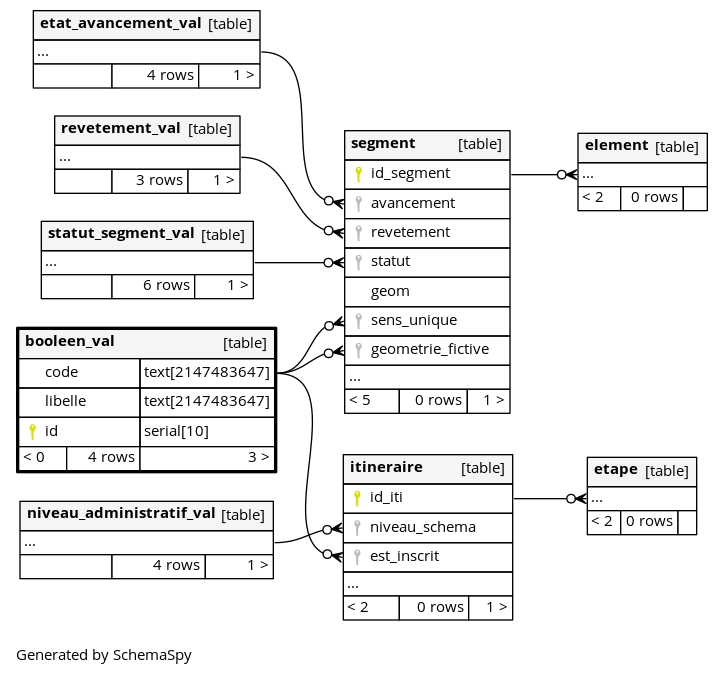 etat_avancement_val [table]
...
4 rows 1 >
revetement_val [table]
...
3 rows 1 >
statut_segment_val [table]
...
6 rows 1 >
booleen_val [table]
code text[2147483647]
libelle text[2147483647]
id serial[10]
< 0 4 rows 3 >
niveau_administratif_val [table]
...
4 rows 1 >
segment [table]
id_segment
avancement
revetement
statut
geom
sens_unique
geometrie_fictive
...
< 5 0 rows 1 >
itineraire [table]
id_iti
niveau_schema
est_inscrit
...
< 2 0 rows 1 >
element [table]
...
< 2 0 rows
etape [table]
...
< 2 0 rows
Generated by SchemaSpy